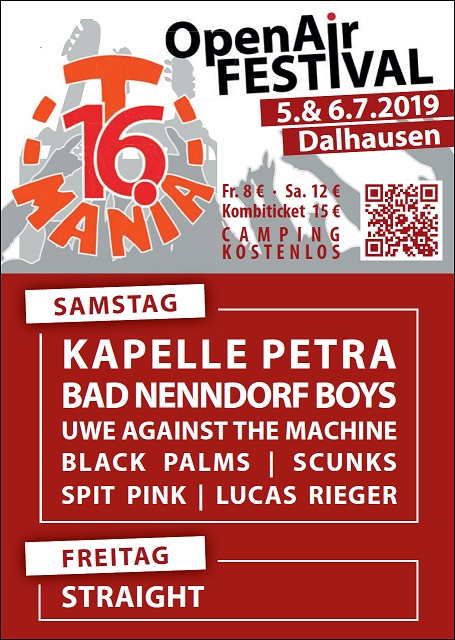 OpenAir
FESTIVAL
5.& 6.7.2019
Dalhausen
T
16.
MANIA
Fr. 8 € · Sa. 12 €
Kombiticket 15 €
CAMPING
KOSTENLOS
SAMSTAG
KAPELLE PETRA
BAD NENNDORF BOYS
UWE AGAINST THE MACHINE
BLACK PALMS | SCUNKS
SPIT PINK | LUCAS RIEGER
FREITAG
STRAIGHT